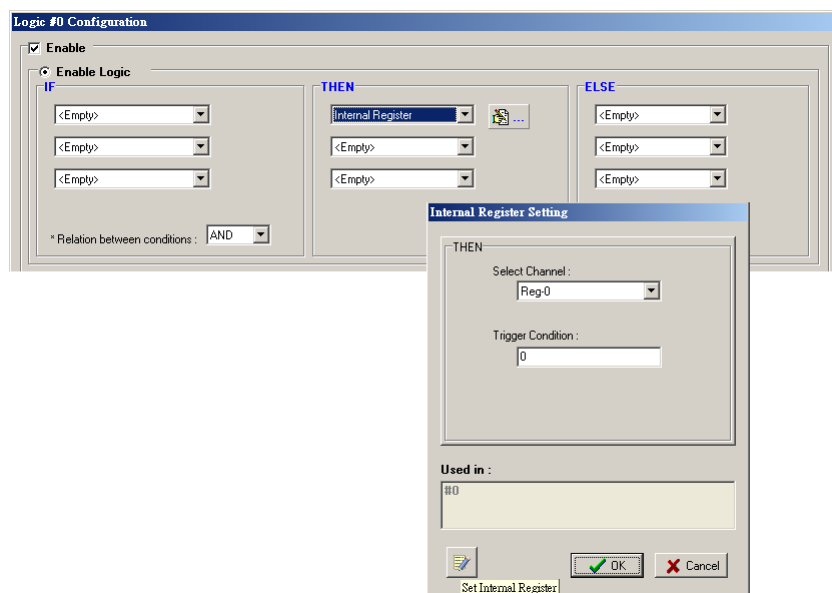 Logic #0 Configuration
Enable
Enable Logic
IF
<Empty>
<Empty>
<Empty>
* Relation between conditions : AND
THEN
Internal Register
...
<Empty>
<Empty>
ELSE
<Empty>
<Empty>
<Empty>
Internal Register Setting
THEN
Select Channel :
Reg-0
Trigger Condition :
0
Used in :
#0
OK
Cancel
Set Internal Register